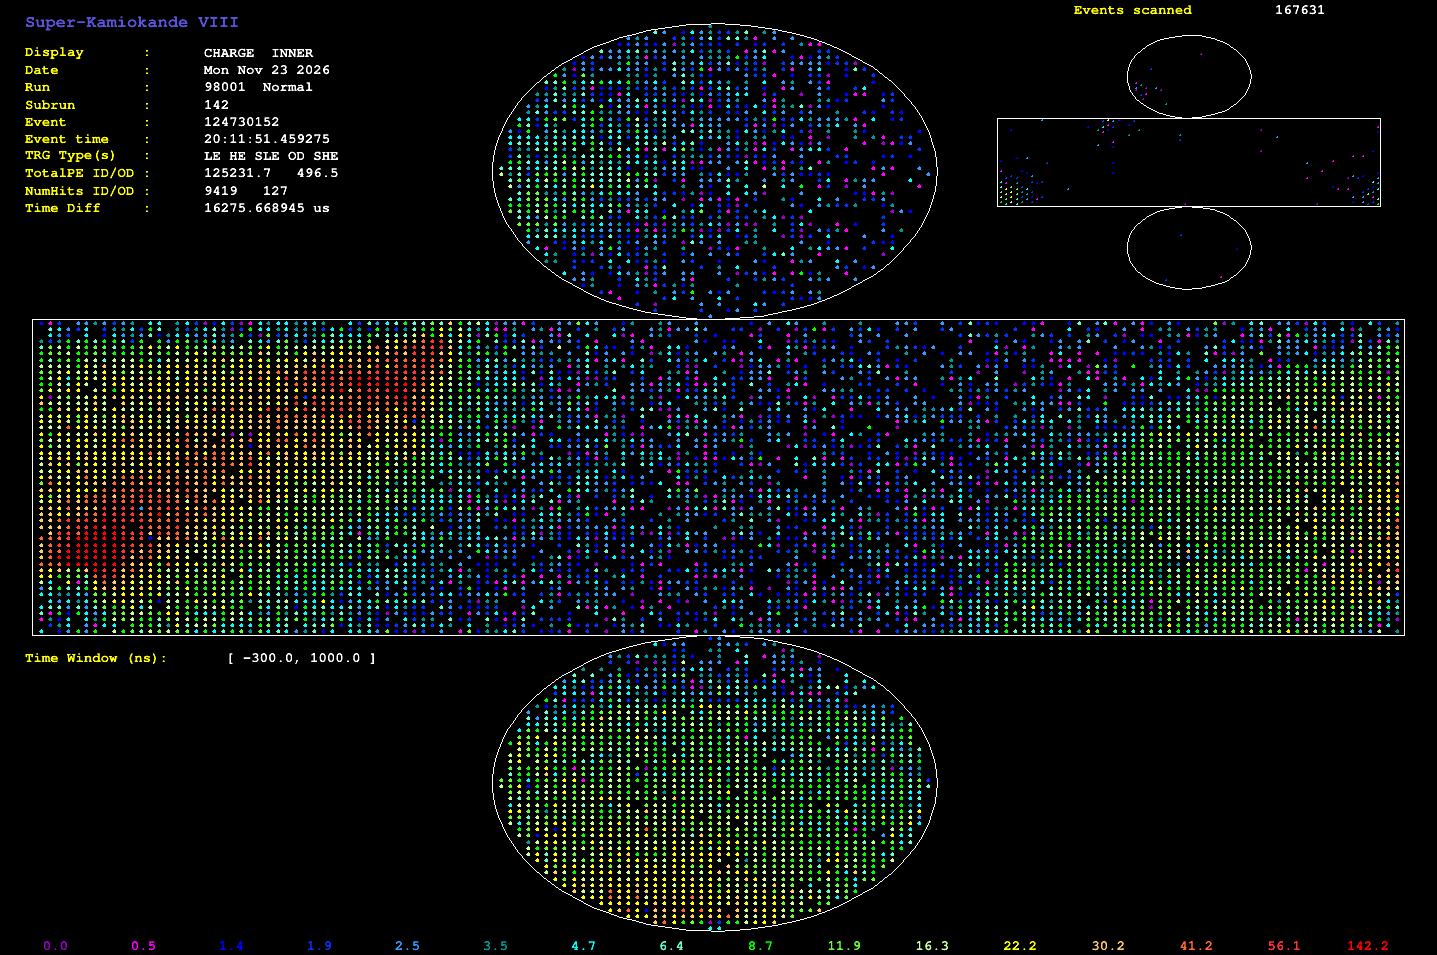 Super-Kamiokande VIII
Events scanned 167631
Display : CHARGE INNER
Date : Mon Nov 23 2026
Run : 98001 Normal
Subrun : 142
Event : 124730152
Event time : 20:11:51.459275
TRG Type(s) : LE HE SLE OD SHE
TotalPE ID/OD : 125231.7 496.5
NumHits ID/OD : 9419 127
Time Diff : 16275.668945 us
Time Window (ns): [ -300.0, 1000.0 ]
0.0 0.5 1.4 1.9 2.5 3.5 4.7 6.4 8.7 11.9 16.3 22.2 30.2 41.2 56.1 142.2